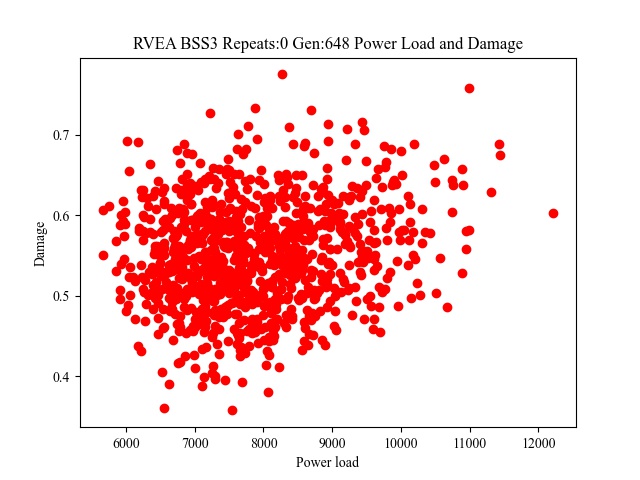 RVEA BSS3 Repeats:0 Gen:648 Power Load and Damage
0.7
0.6
0.5
0.4
Damage
6000 7000 8000 9000 10000 11000 12000
Power load